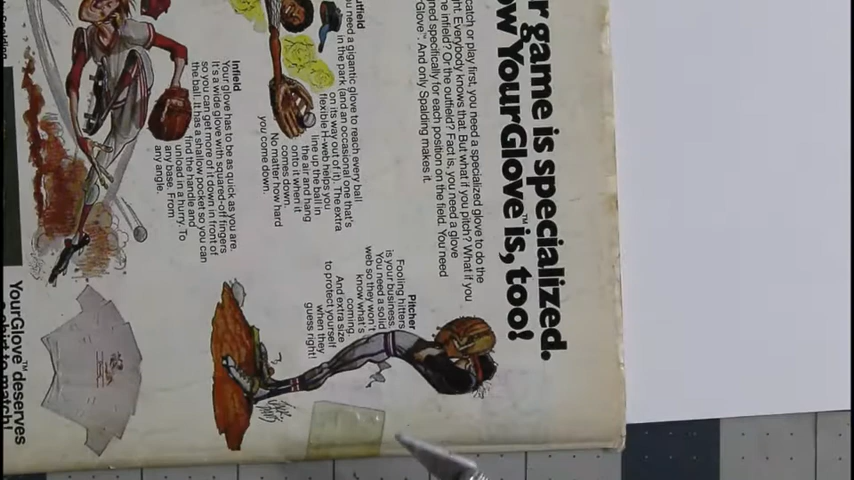 r game is specialized.
ow YourGlove™ is, too!
catch or play first, you need a specialized glove to do the
ght. Everybody knows that. But what if you pitch? What if you
e infield? Or the outfield? Fact is, you need a glove
ned specifically for each position on the field. You need
Glove™. And only Spalding makes it.
utfield
u need a gigantic glove to reach every ball
in the park (and an occasional one that's
on its way out of it). The extra
flexible H-web helps you
line up the ball in
the air and hang
onto it when it
comes down.
No matter how hard
you come down.
Infield
Your glove has to be as quick as you are.
It's a wide glove with squared-off fingers
so you can get more of it down in front of
the ball. It has a shallow pocket so you can
find the handle and
unload in a hurry. To
any base. From
any angle.
Pitcher
Fooling hitters
is your business.
You need a solid
web so they won't
know what's
coming.
And extra size
to protect yourself
when they
guess right!
YourGlove™ deserves
a shirt to match!